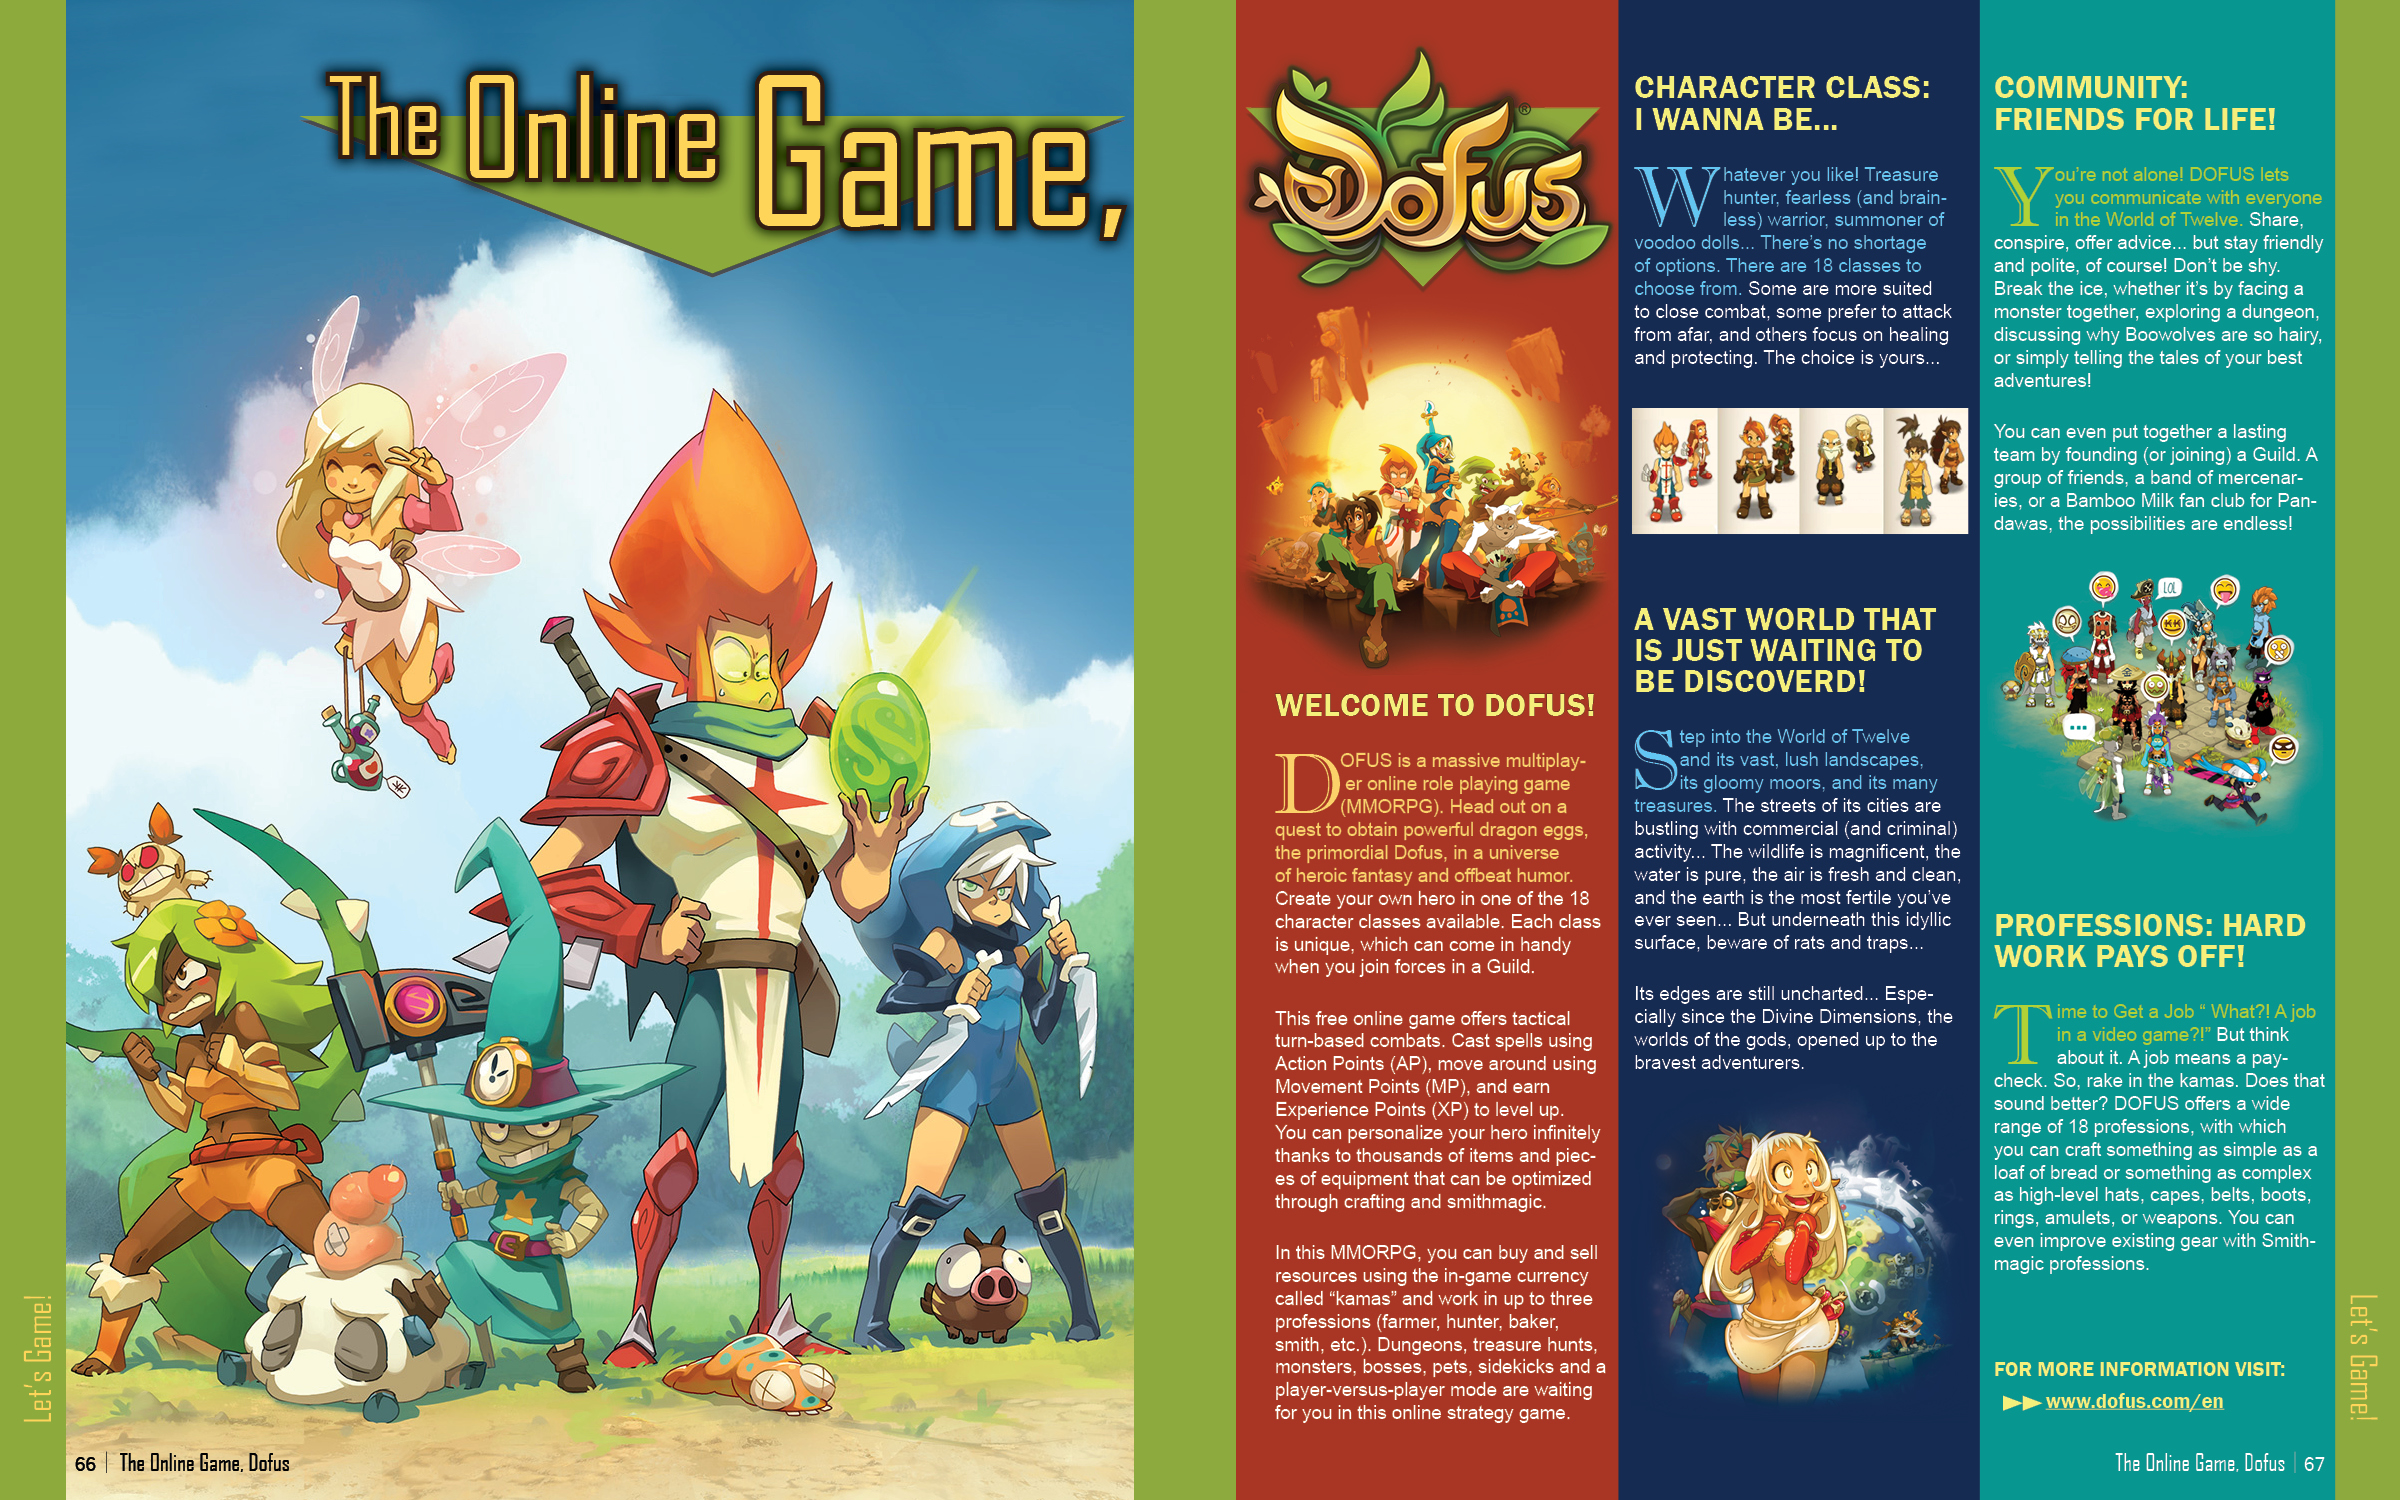 The Online Game,
Let's Game!
66 | The Online Game, Dofus
DOFUS®
WELCOME TO DOFUS!
DOFUS is a massive multiplay-
er online role playing game
(MMORPG). Head out on a
quest to obtain powerful dragon eggs,
the primordial Dofus, in a universe
of heroic fantasy and offbeat humor.
Create your own hero in one of the 18
character classes available. Each class
is unique, which can come in handy
when you join forces in a Guild.
This free online game offers tactical
turn-based combats. Cast spells using
Action Points (AP), move around using
Movement Points (MP), and earn
Experience Points (XP) to level up.
You can personalize your hero infinitely
thanks to thousands of items and piec-
es of equipment that can be optimized
through crafting and smithmagic.
In this MMORPG, you can buy and sell
resources using the in-game currency
called “kamas” and work in up to three
professions (farmer, hunter, baker,
smith, etc.). Dungeons, treasure hunts,
monsters, bosses, pets, sidekicks and a
player-versus-player mode are waiting
for you in this online strategy game.
CHARACTER CLASS:
I WANNA BE...
Whatever you like! Treasure
hunter, fearless (and brain-
less) warrior, summoner of
voodoo dolls... There’s no shortage
of options. There are 18 classes to
choose from. Some are more suited
to close combat, some prefer to attack
from afar, and others focus on healing
and protecting. The choice is yours...
A VAST WORLD THAT
IS JUST WAITING TO
BE DISCOVERD!
Step into the World of Twelve
and its vast, lush landscapes,
its gloomy moors, and its many
treasures. The streets of its cities are
bustling with commercial (and criminal)
activity... The wildlife is magnificent, the
water is pure, the air is fresh and clean,
and the earth is the most fertile you’ve
ever seen... But underneath this idyllic
surface, beware of rats and traps...
Its edges are still uncharted... Espe-
cially since the Divine Dimensions, the
worlds of the gods, opened up to the
bravest adventurers.
COMMUNITY:
FRIENDS FOR LIFE!
You’re not alone! DOFUS lets
you communicate with everyone
in the World of Twelve. Share,
conspire, offer advice... but stay friendly
and polite, of course! Don’t be shy.
Break the ice, whether it’s by facing a
monster together, exploring a dungeon,
discussing why Boowolves are so hairy,
or simply telling the tales of your best
adventures!
You can even put together a lasting
team by founding (or joining) a Guild. A
group of friends, a band of mercenar-
ies, or a Bamboo Milk fan club for Pan-
dawas, the possibilities are endless!
LOL
...
PROFESSIONS: HARD
WORK PAYS OFF!
Time to Get a Job “ What?! A job
in a video game?!” But think
about it. A job means a pay-
check. So, rake in the kamas. Does that
sound better? DOFUS offers a wide
range of 18 professions, with which
you can craft something as simple as a
loaf of bread or something as complex
as high-level hats, capes, belts, boots,
rings, amulets, or weapons. You can
even improve existing gear with Smith-
magic professions.
FOR MORE INFORMATION VISIT:
►► www.dofus.com/en
The Online Game, Dofus | 67
Let's Game!